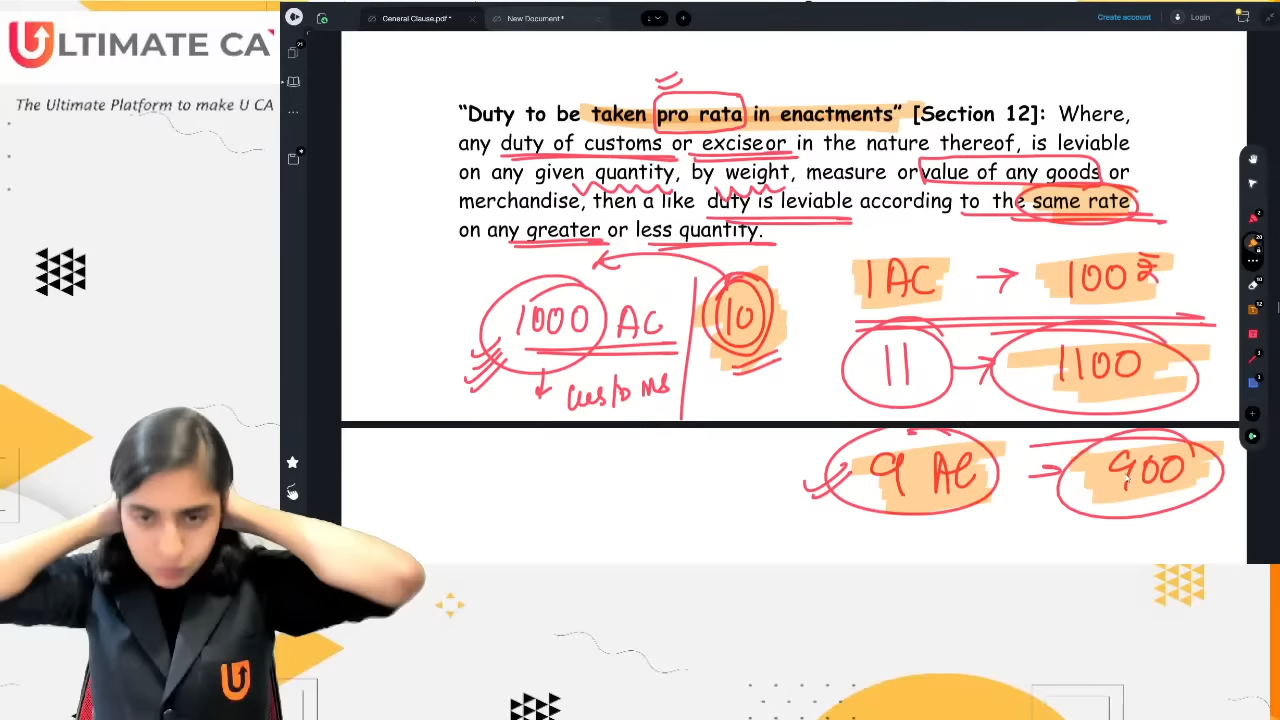 ULTIMATE CA
The Ultimate Platform to make U CA
General Clause.pdf *
New Document*
Create account
Login
“Duty to be taken pro rata in enactments” [Section 12]: Where,
any duty of customs or exciseor in the nature thereof, is leviable
on any given quantity, by weight, measure or value of any goods or
merchandise, then a like duty is leviable according to the same rate
on any greater or less quantity.
1 AC → 100 ₹
1000 AC 10
11 → 1100
customs
9 AC ⇒ 900